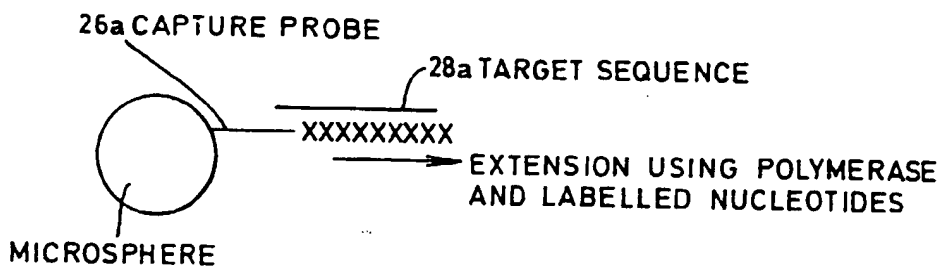 26a CAPTURE PROBE
28a TARGET SEQUENCE
XXXXXXXXX
EXTENSION USING POLYMERASE
AND LABELLED NUCLEOTIDES
MICROSPHERE